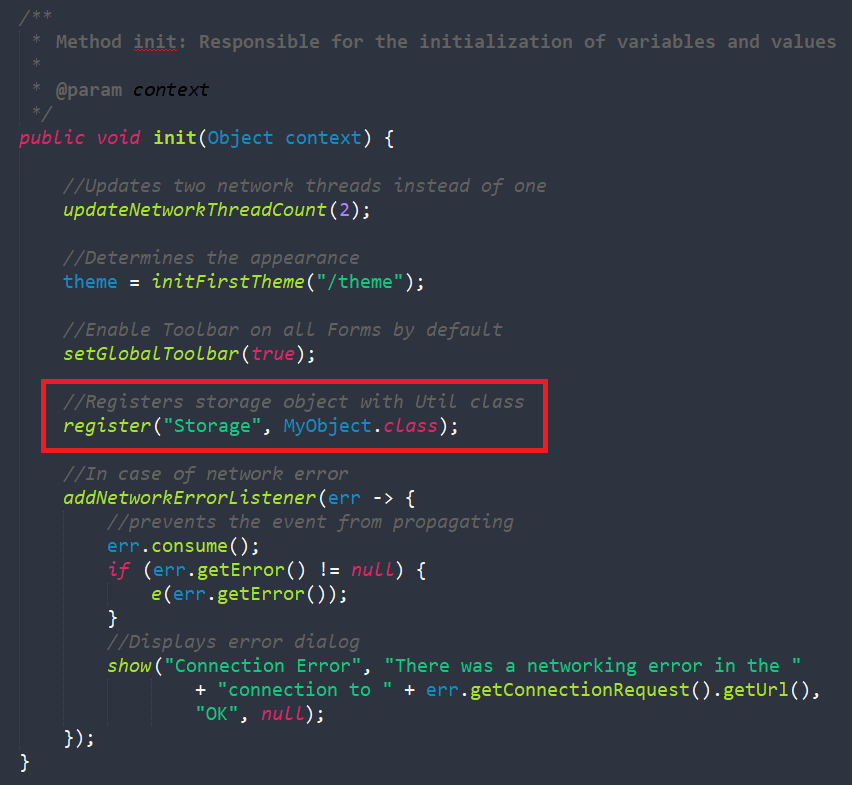 /**
 * Method init: Responsible for the initialization of variables and values
 *
 * @param context
 */
public void init(Object context) {
//Updates two network threads instead of one
updateNetworkThreadCount(2);
//Determines the appearance
theme = initFirstTheme("/theme");
//Enable Toolbar on all Forms by default
setGlobalToolbar(true);
//Registers storage object with Util class
register("Storage", MyObject.class);
//In case of network error
addNetworkErrorListener(err -> {
//prevents the event from propagating
err.consume();
if (err.getError() != null) {
e(err.getError());
}
//Displays error dialog
show("Connection Error", "There was a networking error in the "
+ "connection to " + err.getConnectionRequest().getUrl(),
"OK", null);
});
}